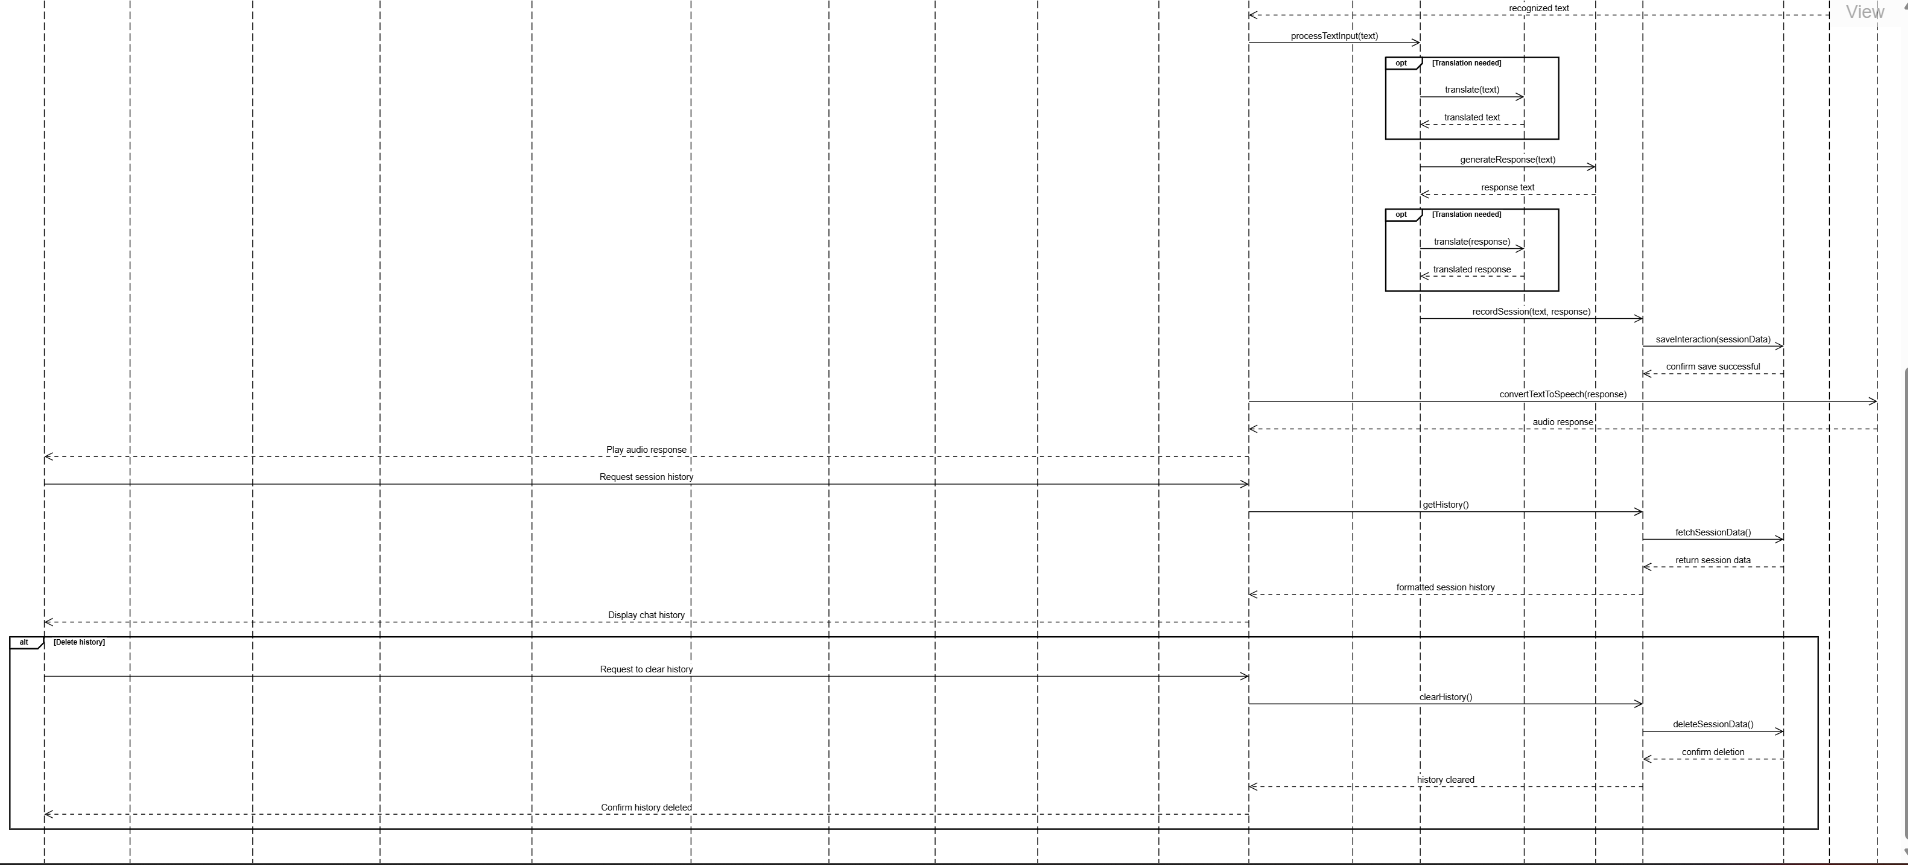 recognized text
View
processTextInput(text)
opt [Translation needed]
translate(text)
translated text
generateResponse(text)
response text
opt [Translation needed]
translate(response)
translated response
recordSession(text, response)
saveInteraction(sessionData)
confirm save successful
convertTextToSpeech(response)
audio response
Play audio response
Request session history
getHistory()
fetchSessionData()
return session data
formatted session history
Display chat history
alt [Delete history]
Request to clear history
clearHistory()
deleteSessionData()
confirm deletion
history cleared
Confirm history deleted